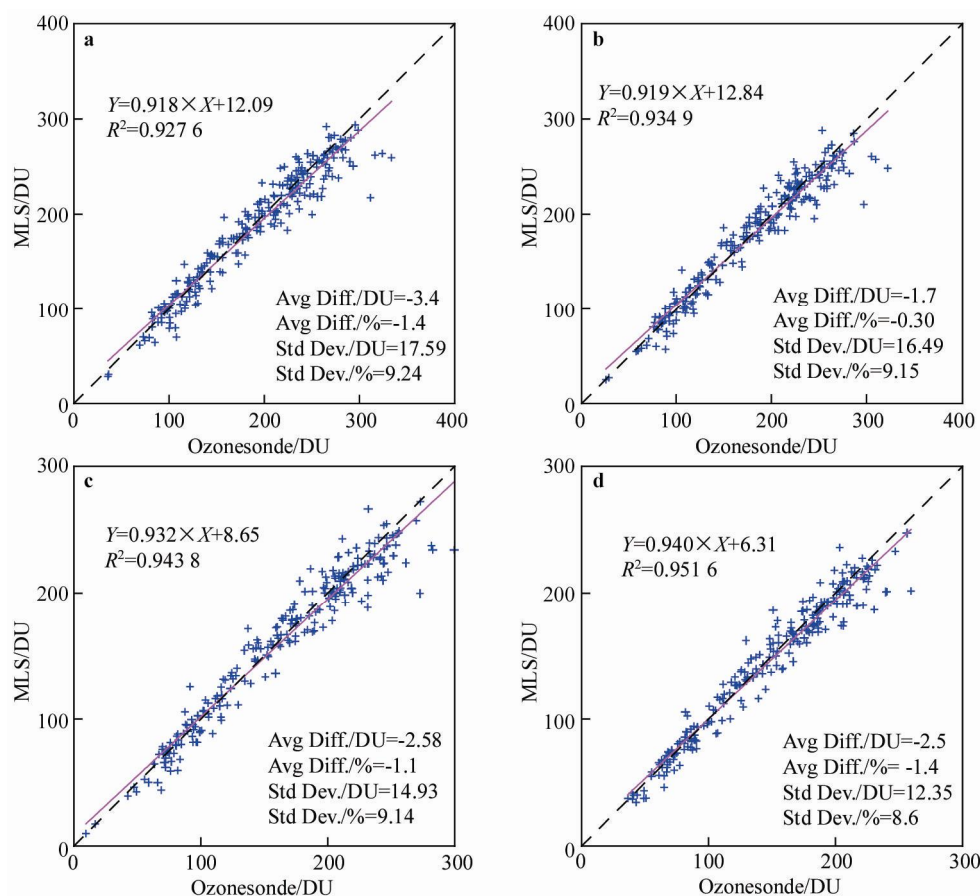 a
Y=0.918×X+12.09
R²=0.927 6
Avg Diff./DU=-3.4
Avg Diff./%=-1.4
Std Dev./DU=17.59
Std Dev./%=9.24
400
300
200
100
0
MLS/DU
0 100 200 300 400
Ozonesonde/DU
b
Y=0.919×X+12.84
R²=0.934 9
Avg Diff./DU=-1.7
Avg Diff./%=-0.30
Std Dev./DU=16.49
Std Dev./%=9.15
400
300
200
100
0
MLS/DU
0 100 200 300 400
Ozonesonde/DU
c
Y=0.932×X+8.65
R²=0.943 8
Avg Diff./DU=-2.58
Avg Diff./%=-1.1
Std Dev./DU=14.93
Std Dev./%=9.14
300
200
100
0
MLS/DU
0 100 200 300
Ozonesonde/DU
d
Y=0.940×X+6.31
R²=0.951 6
Avg Diff./DU=-2.5
Avg Diff./%= -1.4
Std Dev./DU=12.35
Std Dev./%=8.6
300
200
100
0
MLS/DU
0 100 200 300
Ozonesonde/DU